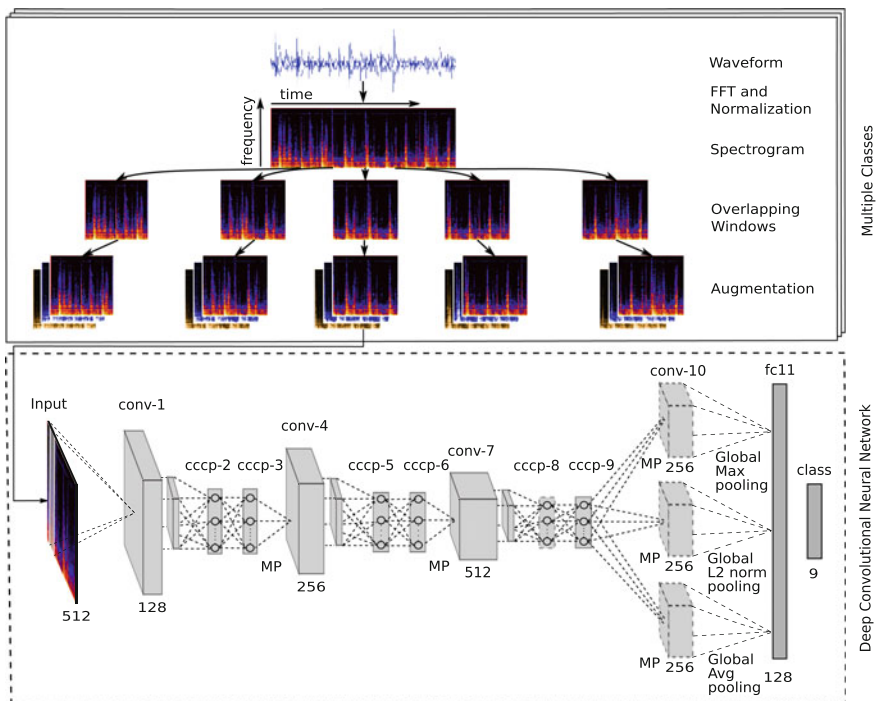 Waveform
FFT and
Normalization
time
frequency
Spectrogram
Overlapping
Windows
Augmentation
Multiple Classes
Input
conv-1
cccp-2
cccp-3
conv-4
cccp-5
cccp-6
conv-7
cccp-8
cccp-9
conv-10
fc11
class
MP
256
Global
Max
pooling
MP
256
Global
L2 norm
pooling
MP
256
Global
Avg
pooling
512
128
MP
256
MP
512
128
9
Deep Convolutional Neural Network